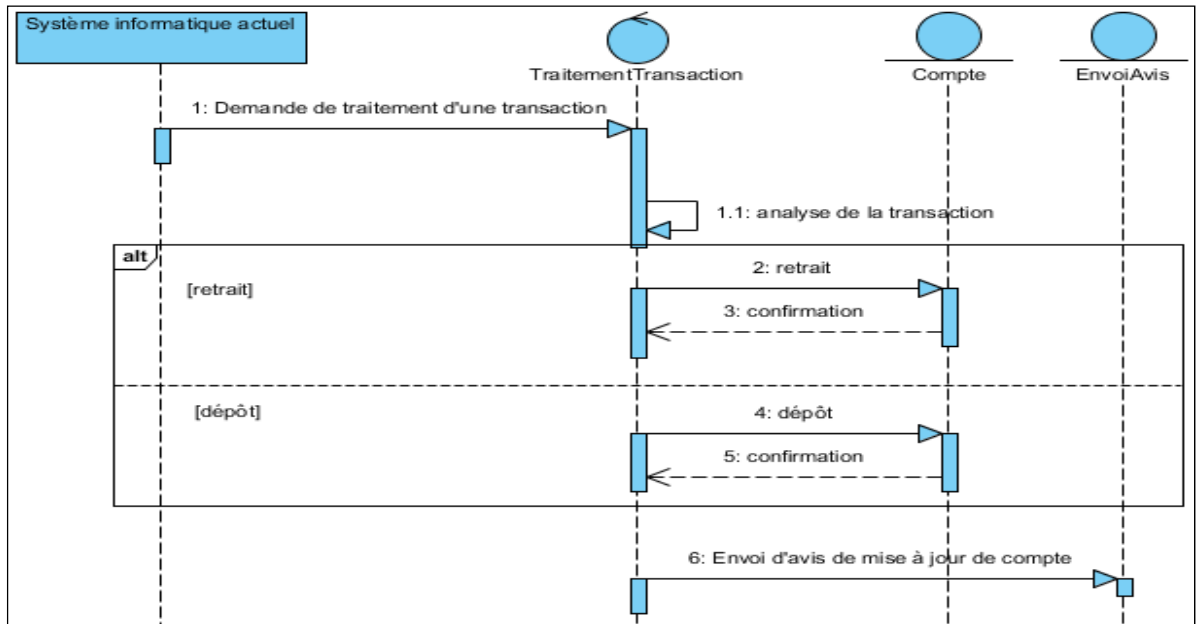 Système informatique actuel
TraitementTransaction
Compte
EnvoiAvis
1: Demande de traitement d'une transaction
1.1: analyse de la transaction
alt
2: retrait
[retrait]
3: confirmation
[dépôt]
4: dépôt
5: confirmation
6: Envoi d'avis de mise à jour de compte